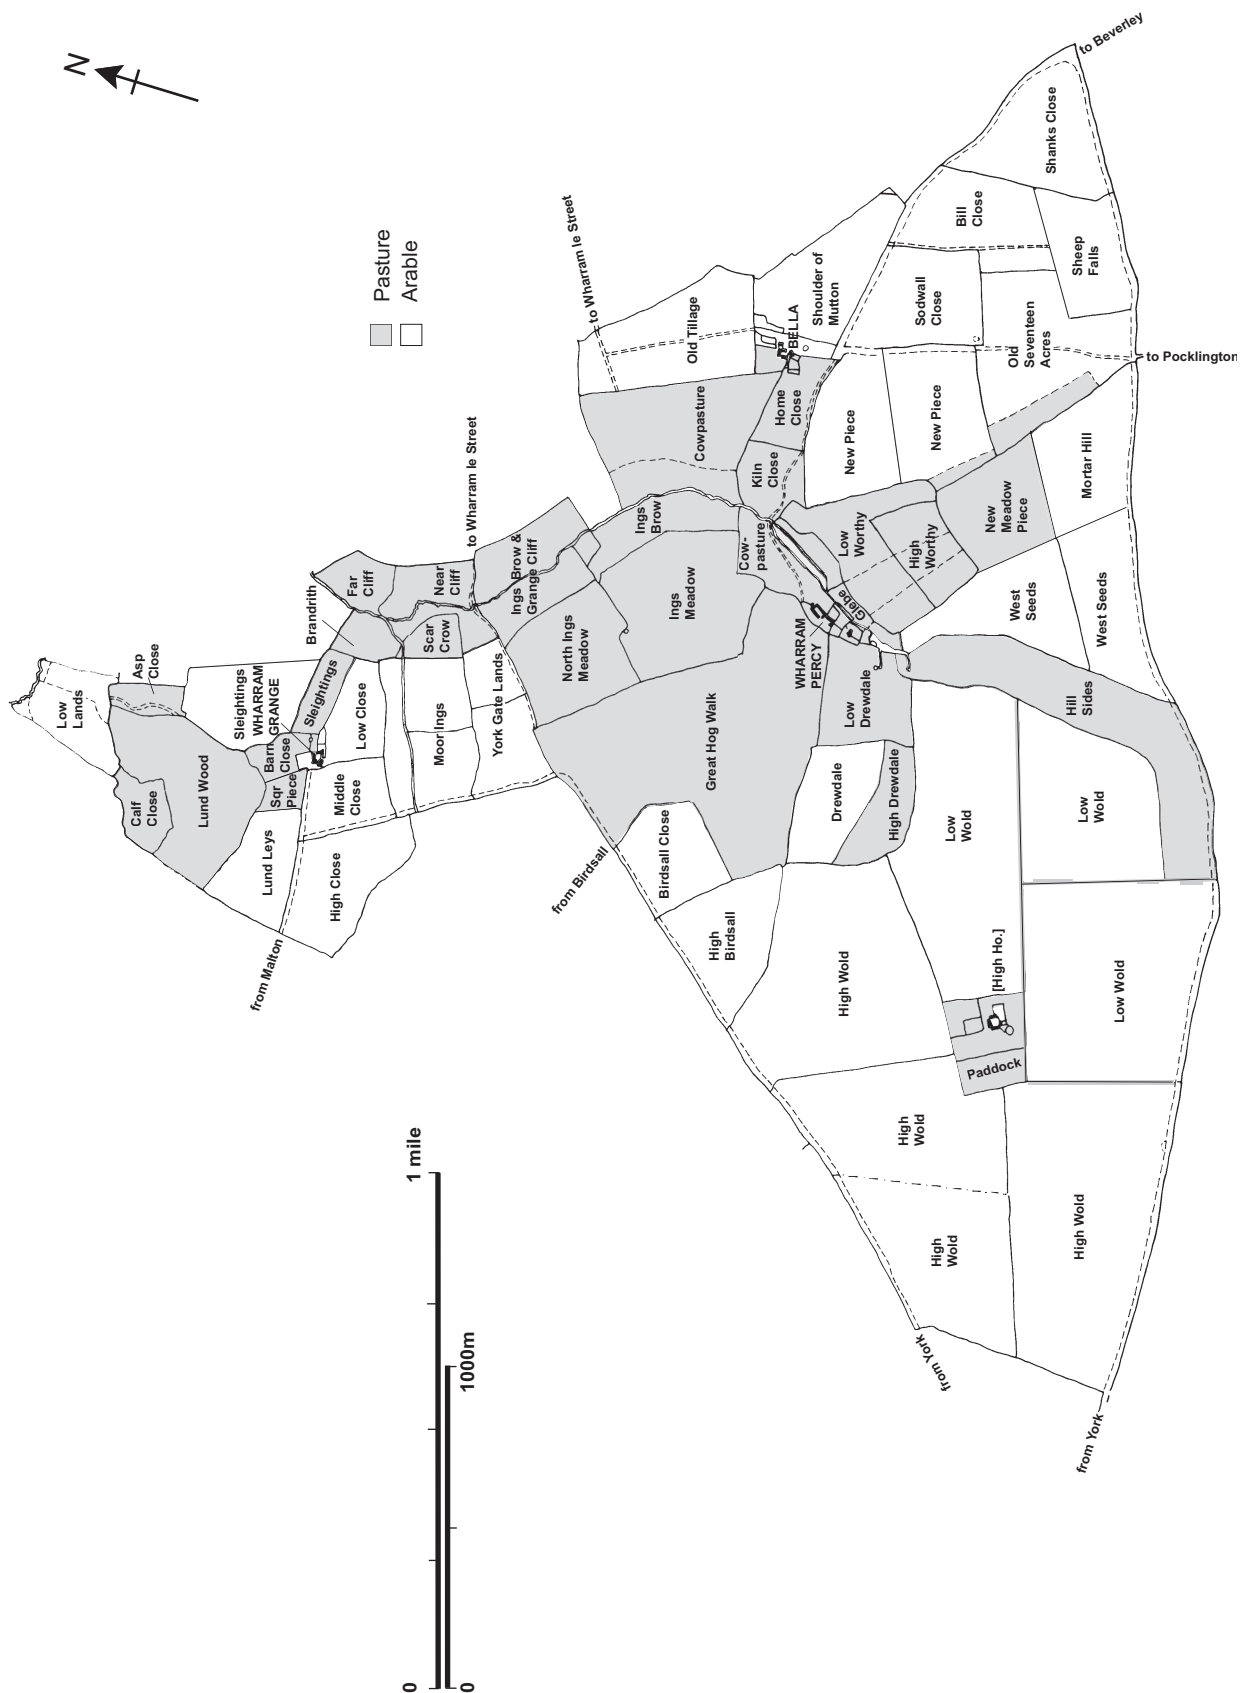 N
Pasture
Arable
to Beverley
to Wharram le Street
to Pocklington
to Wharram le Street
from Birdsall
from Malton
from York
from York
Low
Lands
Asp
Close
Calf
Close
Lund Wood
Sleightings
WHARRAM
GRANGE
Barn
Close
Sqr
Piece
Lund Leys
High Close
Middle
Close
Low Close
Sleightings
Brandrith
Far
Cliff
Near
Cliff
Scar
Crow
Moor Ings
York Gate Lands
Ings Brow &
Grange Cliff
North Ings
Meadow
Ings
Meadow
Ings
Brow
Cowpasture
Old Tillage
Shoulder of
Mutton
BELLA
Home
Close
Kiln
Close
Cow-
pasture
Great Hog Walk
Birdsall Close
High
Birdsall
WHARRAM
PERCY
Glebe
Low
Worthy
High
Worthy
New Piece
New Piece
Sodwall
Close
Bill
Close
Shanks Close
Sheep
Falls
Old
Seventeen
Acres
Mortar Hill
New
Meadow
Piece
West
Seeds
West Seeds
Hill
Sides
Low
Drewdale
Drewdale
High Drewdale
Low
Wold
Low
Wold
High Wold
[High Ho.]
Low Wold
Paddock
High
Wold
High
Wold
High Wold
0
1 mile
0
1000m